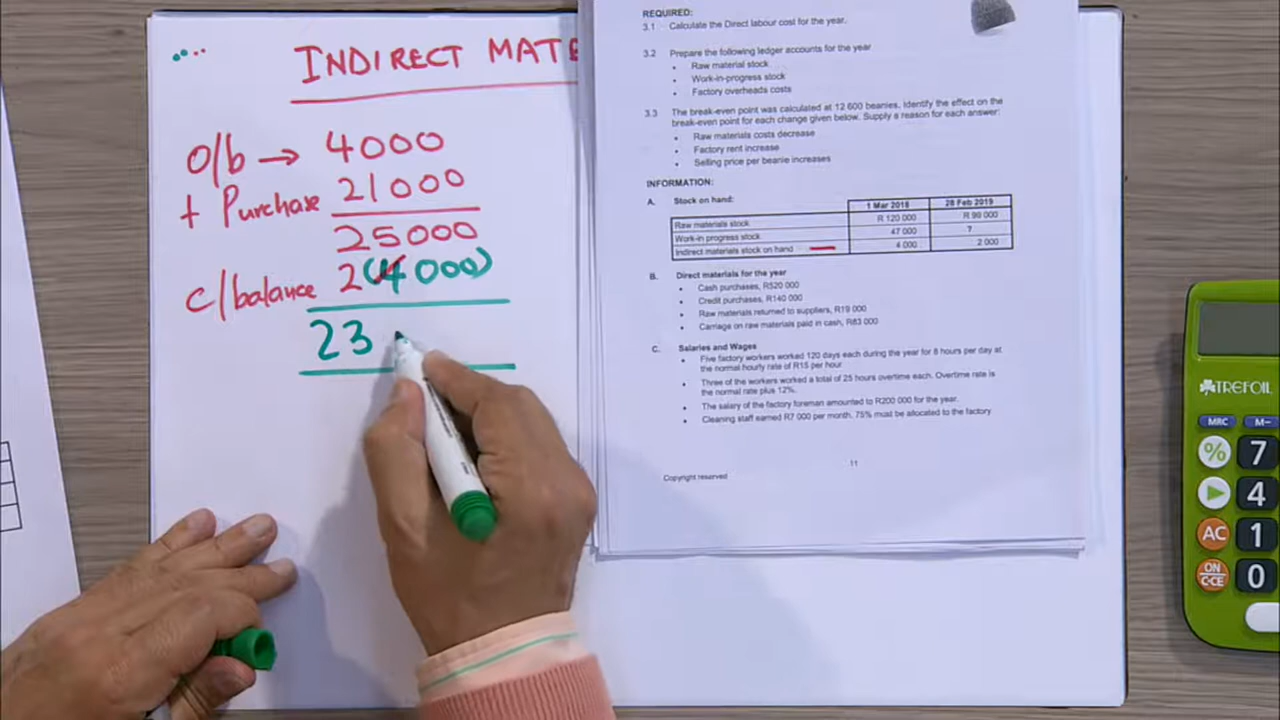 INDIRECT MATE
O/b → 4000
+ Purchase 21000
25000
c/balance 2(4000)
23
REQUIRED:
3.1 Calculate the Direct labour cost for the year.
3.2 Prepare the following ledger accounts for the year
• Raw material stock
• Work-in-progress stock
• Factory overheads costs
3.3 The break-even point was calculated at 12 600 beanies. Identify the effect on the
break-even point for each change given below. Supply a reason for each answer:
• Raw materials costs decrease
• Factory rent increase
• Selling price per beanie increases
INFORMATION:
A. Stock on hand:
1 Mar 2018 28 Feb 2019
Raw materials stock R 120 000 R 99 000
Work-in progress stock 47 000 ?
Indirect materials stock on hand 4 000 2 000
B. Direct materials for the year
• Cash purchases, R520 000
• Credit purchases, R140 000
• Raw materials returned to suppliers, R19 000
• Carriage on raw materials paid in cash, R83 000
C. Salaries and Wages
• Five factory workers worked 120 days each during the year for 8 hours per day at
the normal hourly rate of R15 per hour
• Three of the workers worked a total of 25 hours overtime each. Overtime rate is
the normal rate plus 12%.
• The salary of the factory foreman amounted to R200 000 for the year.
• Cleaning staff earned R7 000 per month. 75% must be allocated to the factory
11
Copyright reserved
TREFOIL
MRC M-
% 7
4
AC 1
ON/C·CE 0